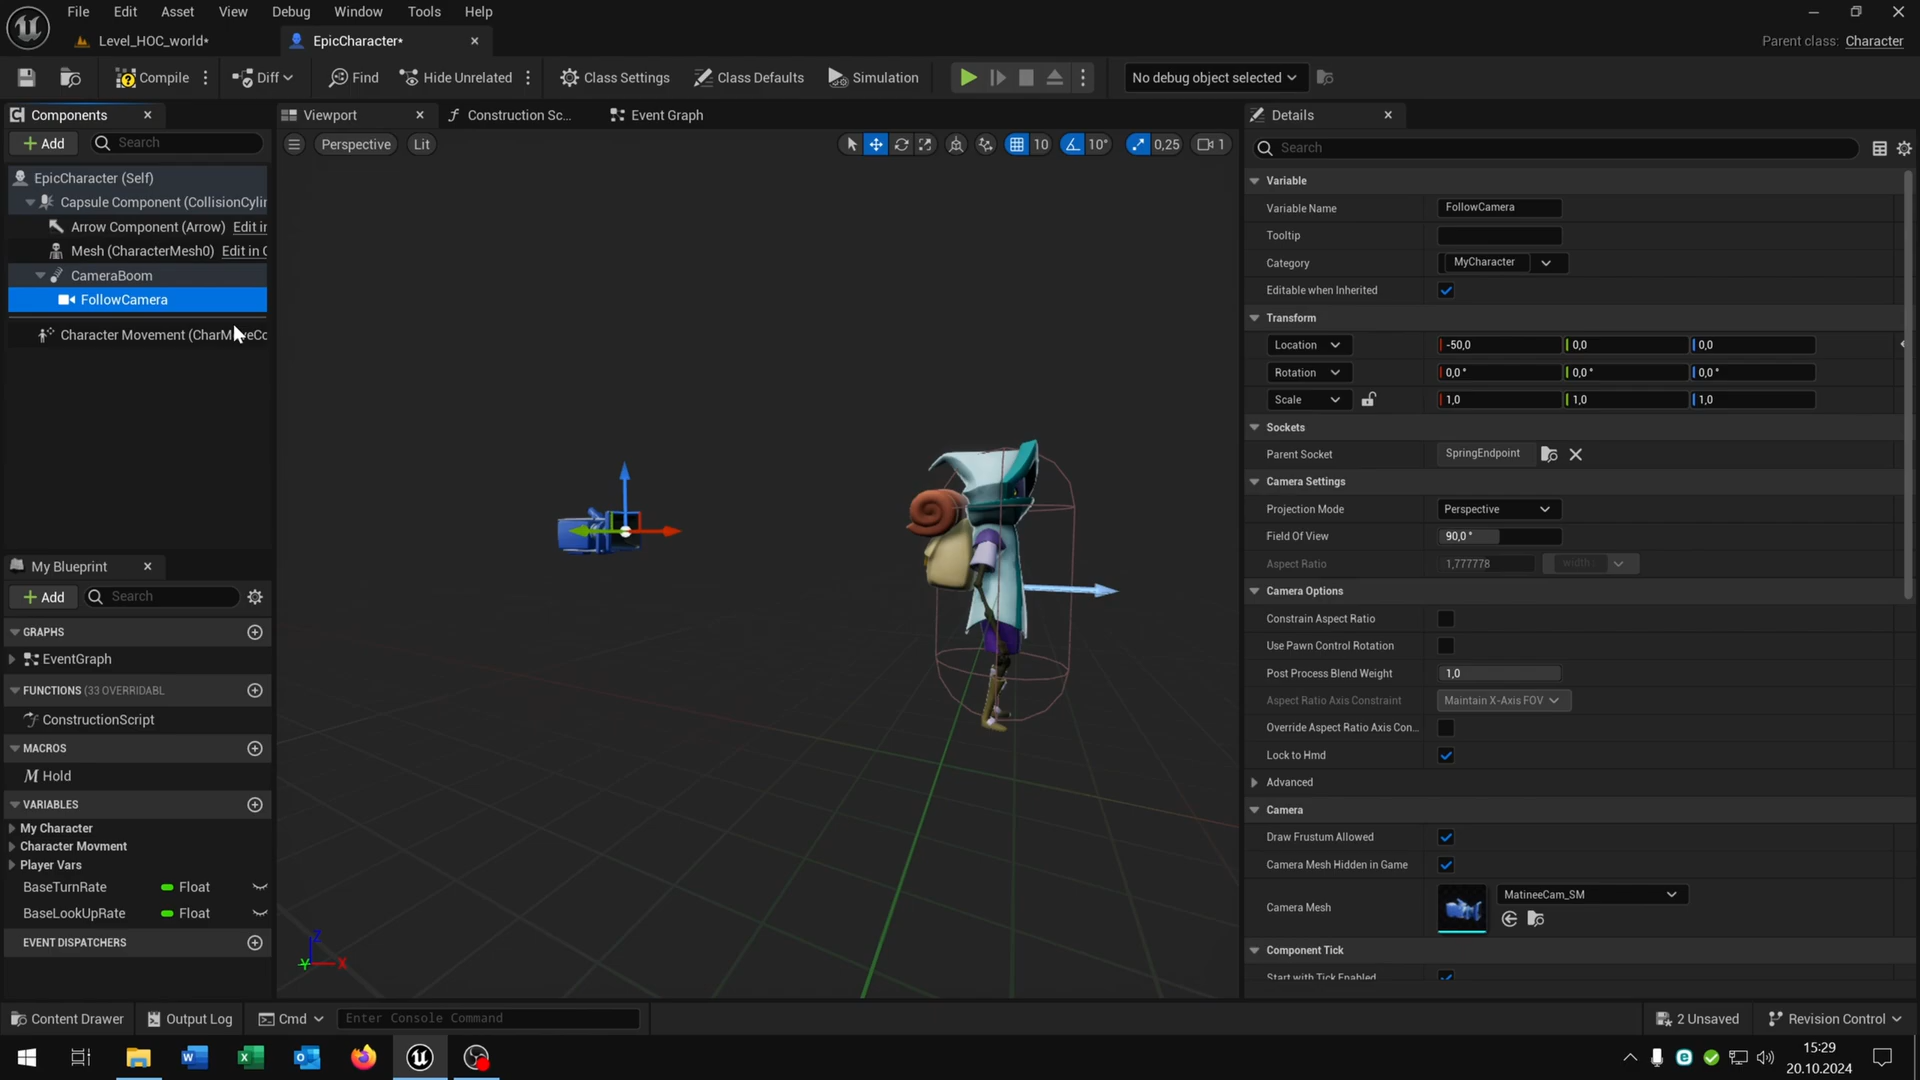 File Edit Asset View Debug Window Tools Help
Level_HOC_world*
EpicCharacter*
Parent class: Character
Compile
Diff
Find
Hide Unrelated
Class Settings
Class Defaults
Simulation
No debug object selected
Components
Viewport
Construction Sc...
Event Graph
Details
Add
Search
Perspective
Lit
10
10°
0,25
1
Search
EpicCharacter (Self)
Capsule Component (CollisionCylin
Arrow Component (Arrow) Edit in
Mesh (CharacterMesh0) Edit in C
CameraBoom
FollowCamera
Character Movement (CharMoveCo
Variable
Variable Name FollowCamera
Tooltip
Category MyCharacter
Editable when Inherited
Transform
Location -50,0 0,0 0,0
Rotation 0,0 ° 0,0 ° 0,0 °
Scale 1,0 1,0 1,0
Sockets
Parent Socket SpringEndpoint
Camera Settings
Projection Mode Perspective
Field Of View 90,0 °
Aspect Ratio 1,777778 width:
Camera Options
Constrain Aspect Ratio
Use Pawn Control Rotation
Post Process Blend Weight 1,0
Aspect Ratio Axis Constraint Maintain X-Axis FOV
Override Aspect Ratio Axis Con...
Lock to Hmd
Advanced
Camera
Draw Frustum Allowed
Camera Mesh Hidden in Game
Camera Mesh MatineeCam_SM
Component Tick
Start with Tick Enabled
My Blueprint
Add
Search
GRAPHS
EventGraph
FUNCTIONS (33 OVERRIDABL
ConstructionScript
MACROS
Hold
VARIABLES
My Character
Character Movment
Player Vars
BaseTurnRate Float
BaseLookUpRate Float
EVENT DISPATCHERS
Z
Y
X
Content Drawer
Output Log
Cmd
Enter Console Command
2 Unsaved
Revision Control
15:29
20.10.2024